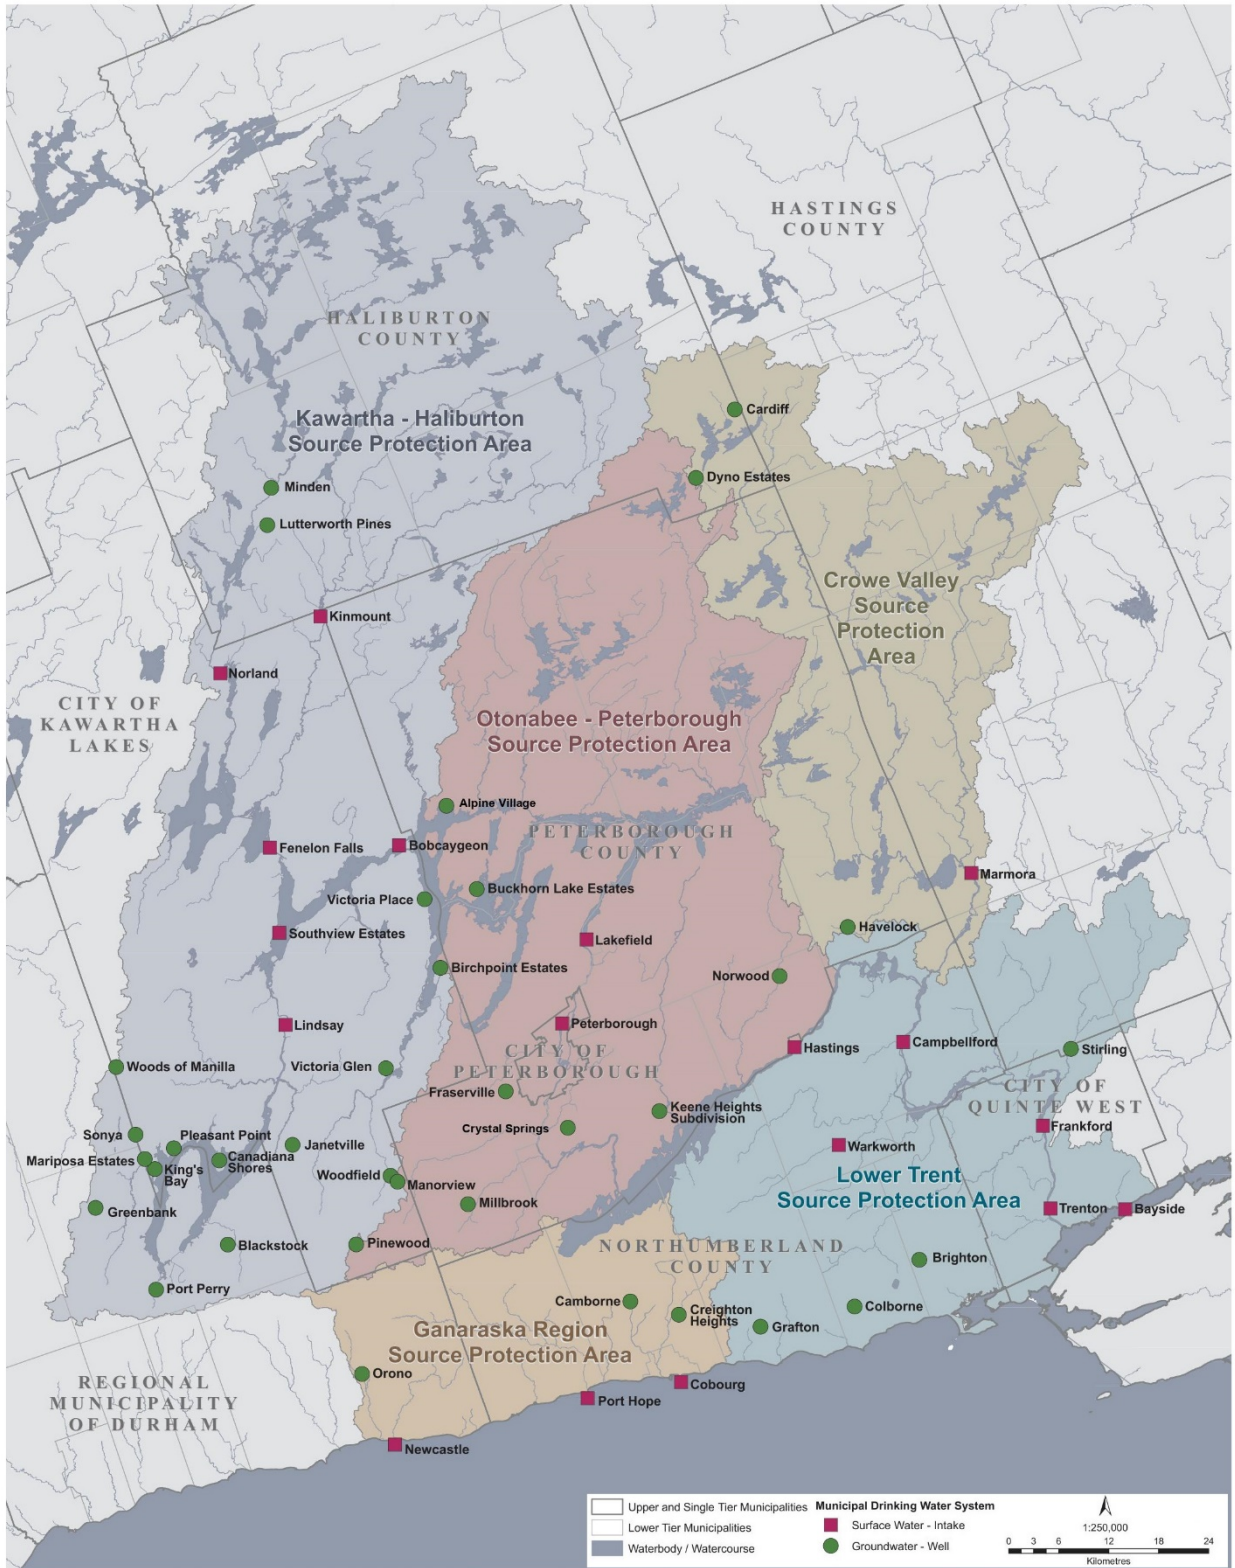 HASTINGS
COUNTY
HALIBURTON
COUNTY
Cardiff
Kawartha - Haliburton
Source Protection Area
Dyno Estates
Minden
Lutterworth Pines
Crowe Valley
Source
Protection
Area
Kinmount
Norland
CITY OF
KAWARTHA
LAKES
Otonabee - Peterborough
Source Protection Area
Alpine Village
PETERBOROUGH
COUNTY
Fenelon Falls
Bobcaygeon
Marmora
Buckhorn Lake Estates
Victoria Place
Havelock
Southview Estates
Lakefield
Birchpoint Estates
Norwood
Lindsay
Peterborough
Hastings
Campbellford
Stirling
CITY OF
PETERBOROUGH
Woods of Manilla
Victoria Glen
CITY OF
QUINTE WEST
Fraserville
Keene Heights
Subdivision
Crystal Springs
Frankford
Sonya
Pleasant Point
Janetville
Warkworth
Mariposa Estates
King's
Bay
Canadiana
Shores
Woodfield
Manorview
Lower Trent
Source Protection Area
Millbrook
Greenbank
Trenton
Bayside
Blackstock
Pinewood
NORTHUMBERLAND
COUNTY
Brighton
Port Perry
Camborne
Creighton
Heights
Colborne
Grafton
Ganaraska Region
Source Protection Area
Orono
REGIONAL
MUNICIPALITY
OF DURHAM
Cobourg
Port Hope
Newcastle
Upper and Single Tier Municipalities
Lower Tier Municipalities
Waterbody / Watercourse
Municipal Drinking Water System
Surface Water - Intake
Groundwater - Well
1:250,000
0 3 6 12 18 24
Kilometres